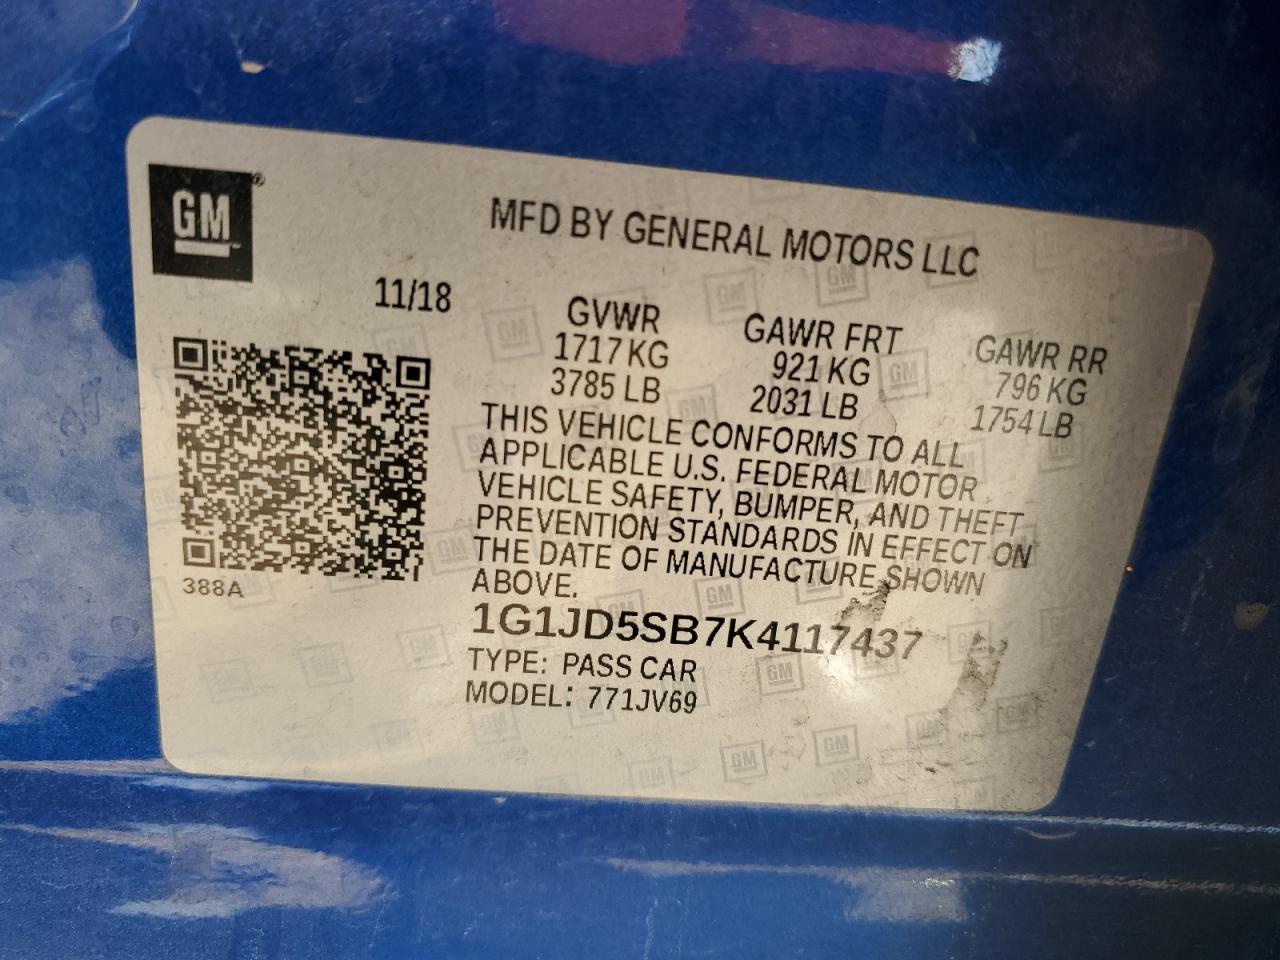 GM
MFD BY GENERAL MOTORS LLC
11/18
GVWR
1717 KG
3785 LB
GAWR FRT
921 KG
2031 LB
GAWR RR
796 KG
1754 LB
THIS VEHICLE CONFORMS TO ALL
APPLICABLE U.S. FEDERAL MOTOR
VEHICLE SAFETY, BUMPER, AND THEFT
PREVENTION STANDARDS IN EFFECT ON
THE DATE OF MANUFACTURE SHOWN
ABOVE.
388A
1G1JD5SB7K4117437
TYPE: PASS CAR
MODEL: 771JV69